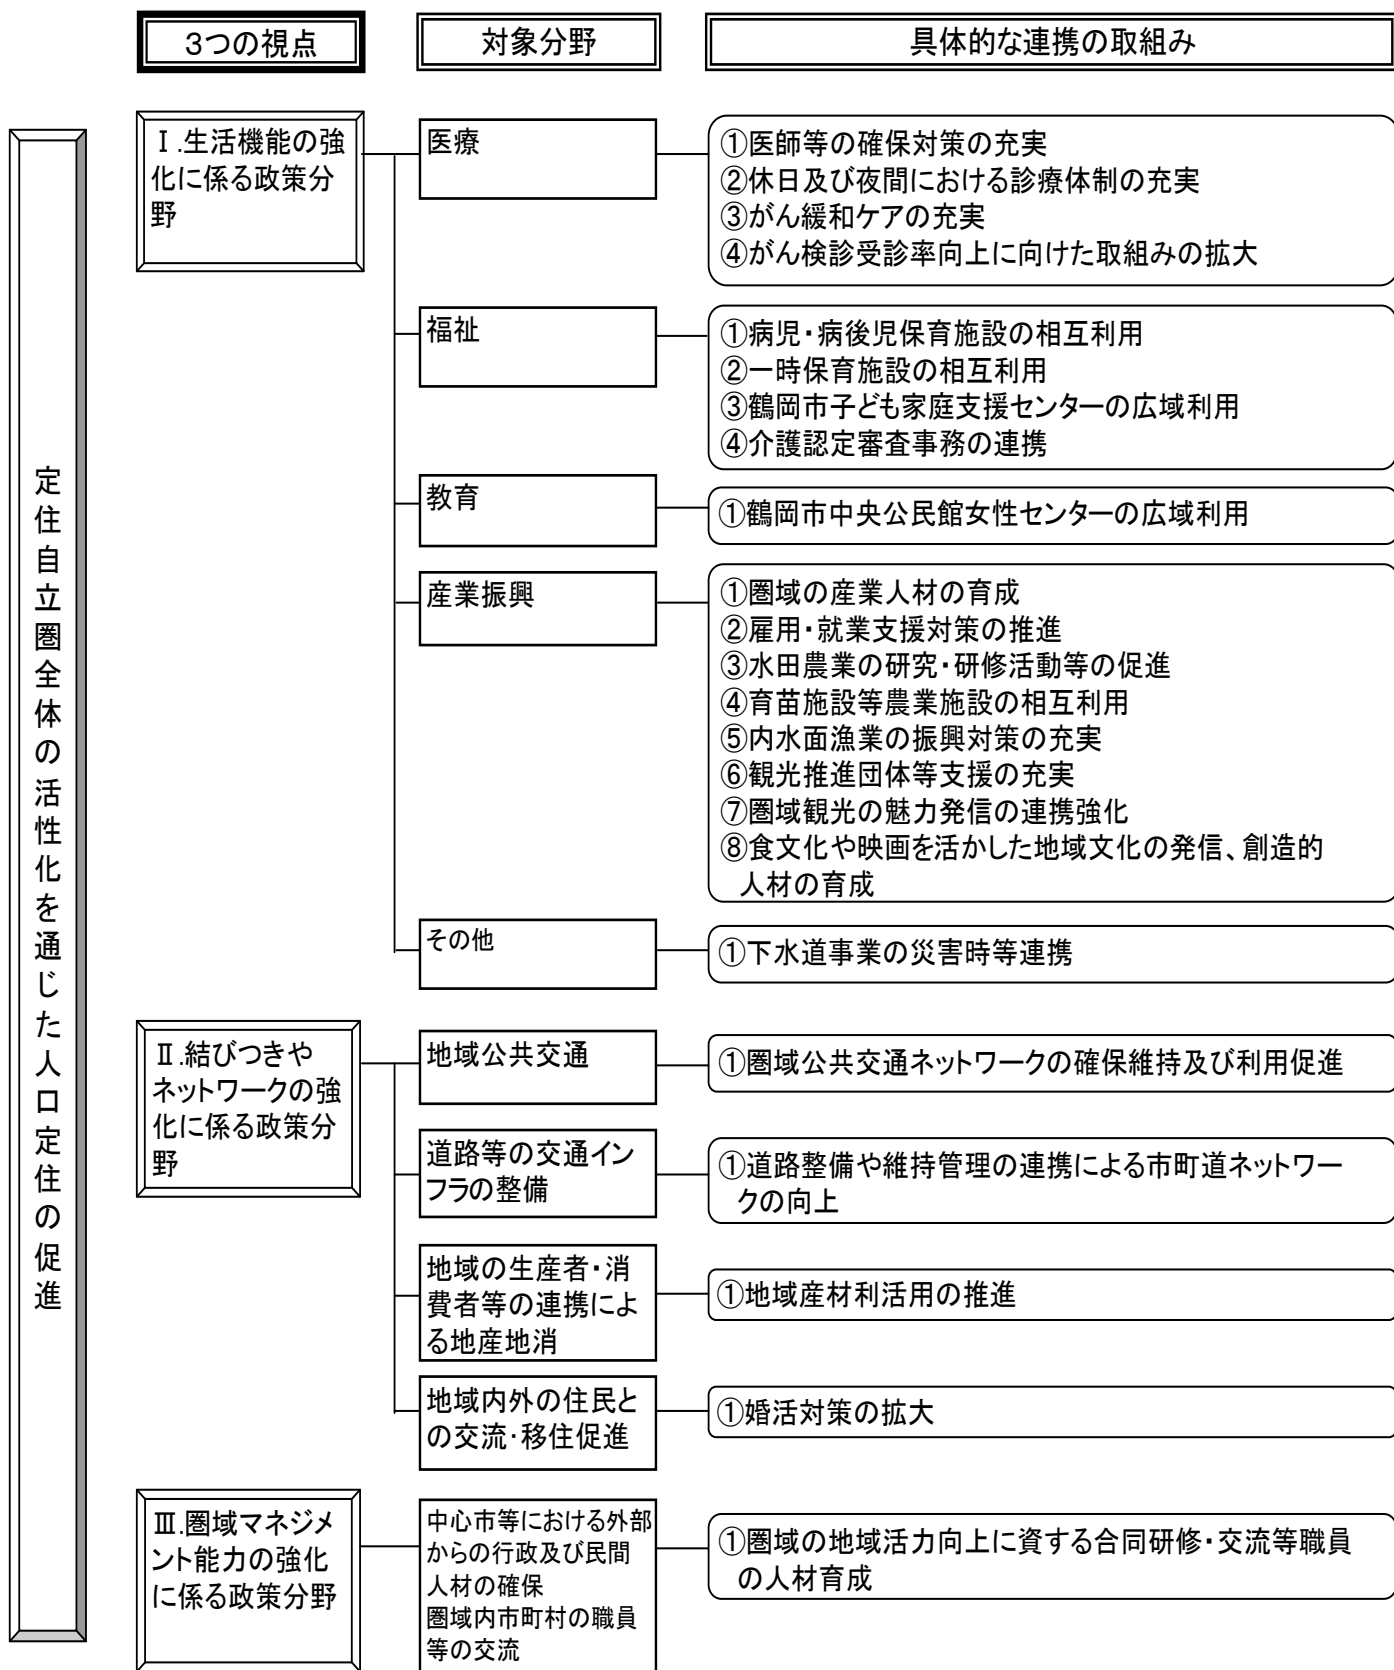 3つの視点
対象分野
具体的な連携の取組み
定住自立圏全体の活性化を通じた人口定住の促進
Ⅰ.生活機能の強
化に係る政策分
野
医療
①医師等の確保対策の充実
②休日及び夜間における診療体制の充実
③がん緩和ケアの充実
④がん検診受診率向上に向けた取組みの拡大
福祉
①病児・病後児保育施設の相互利用
②一時保育施設の相互利用
③鶴岡市子ども家庭支援センターの広域利用
④介護認定審査事務の連携
教育
①鶴岡市中央公民館女性センターの広域利用
産業振興
①圏域の産業人材の育成
②雇用・就業支援対策の推進
③水田農業の研究・研修活動等の促進
④育苗施設等農業施設の相互利用
⑤内水面漁業の振興対策の充実
⑥観光推進団体等支援の充実
⑦圏域観光の魅力発信の連携強化
⑧食文化や映画を活かした地域文化の発信、創造的
人材の育成
その他
①下水道事業の災害時等連携
Ⅱ.結びつきや
ネットワークの強
化に係る政策分
野
地域公共交通
①圏域公共交通ネットワークの確保維持及び利用促進
道路等の交通イン
フラの整備
①道路整備や維持管理の連携による市町道ネットワー
クの向上
地域の生産者・消
費者等の連携によ
る地産地消
①地域産材利活用の推進
地域内外の住民と
の交流・移住促進
①婚活対策の拡大
Ⅲ.圏域マネジメ
ント能力の強化
に係る政策分野
中心市等における外部
からの行政及び民間
人材の確保
圏域内市町村の職員
等の交流
①圏域の地域活力向上に資する合同研修・交流等職員
の人材育成